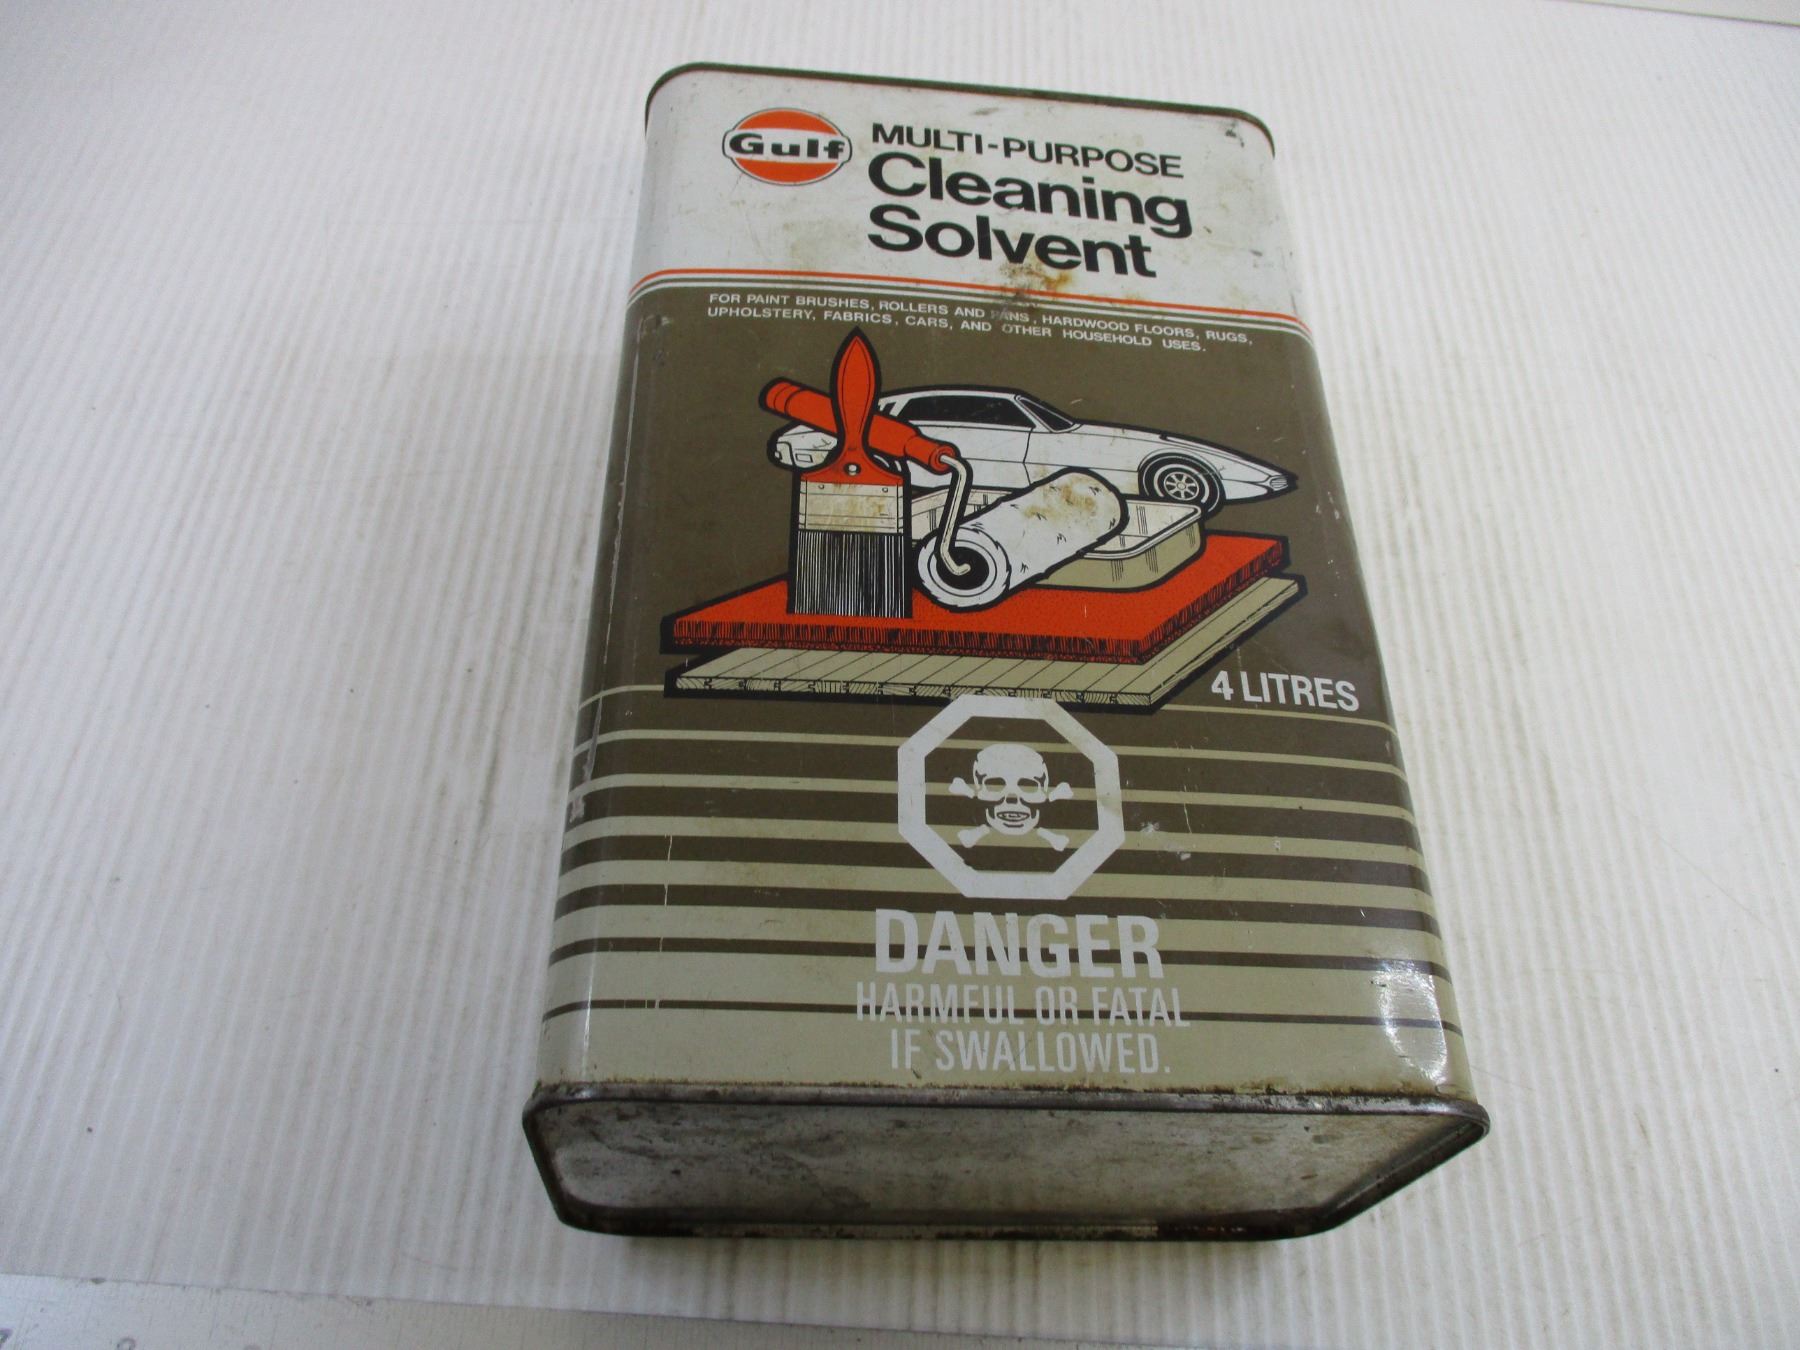 Gulf
MULTI-PURPOSE
Cleaning
Solvent
FOR PAINT BRUSHES, ROLLERS AND PANS, HARDWOOD FLOORS, RUGS,
UPHOLSTERY, FABRICS, CARS, AND OTHER HOUSEHOLD USES.
4 LITRES
DANGER
HARMFUL OR FATAL
IF SWALLOWED.